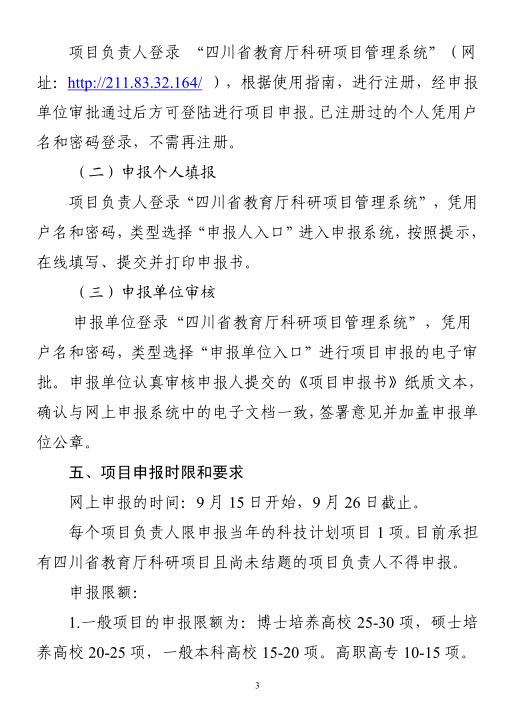 项目负责人登录 “四川省教育厅科研项目管理系统”（网
址：http://211.83.32.164/ ），根据使用指南，进行注册，经申报
单位审批通过后方可登陆进行项目申报。已注册过的个人凭用户
名和密码登录，不需再注册。
（二）申报个人填报
项目负责人登录“四川省教育厅科研项目管理系统”，凭用
户名和密码，类型选择“申报人入口”进入申报系统，按照提示，
在线填写、提交并打印申报书。
（三）申报单位审核
申报单位登录“四川省教育厅科研项目管理系统”，凭用
户名和密码，类型选择“申报单位入口”进行项目申报的电子审
批。申报单位认真审核申报人提交的《项目申报书》纸质文本，
确认与网上申报系统中的电子文档一致，签署意见并加盖申报单
位公章。
五、项目申报时限和要求
网上申报的时间：9 月 15 日开始，9 月 26 日截止。
每个项目负责人限申报当年的科技计划项目 1 项。目前承担
有四川省教育厅科研项目且尚未结题的项目负责人不得申报。
申报限额：
1.一般项目的申报限额为：博士培养高校 25-30 项，硕士培
养高校 20-25 项，一般本科高校 15-20 项。高职高专 10-15 项。
3